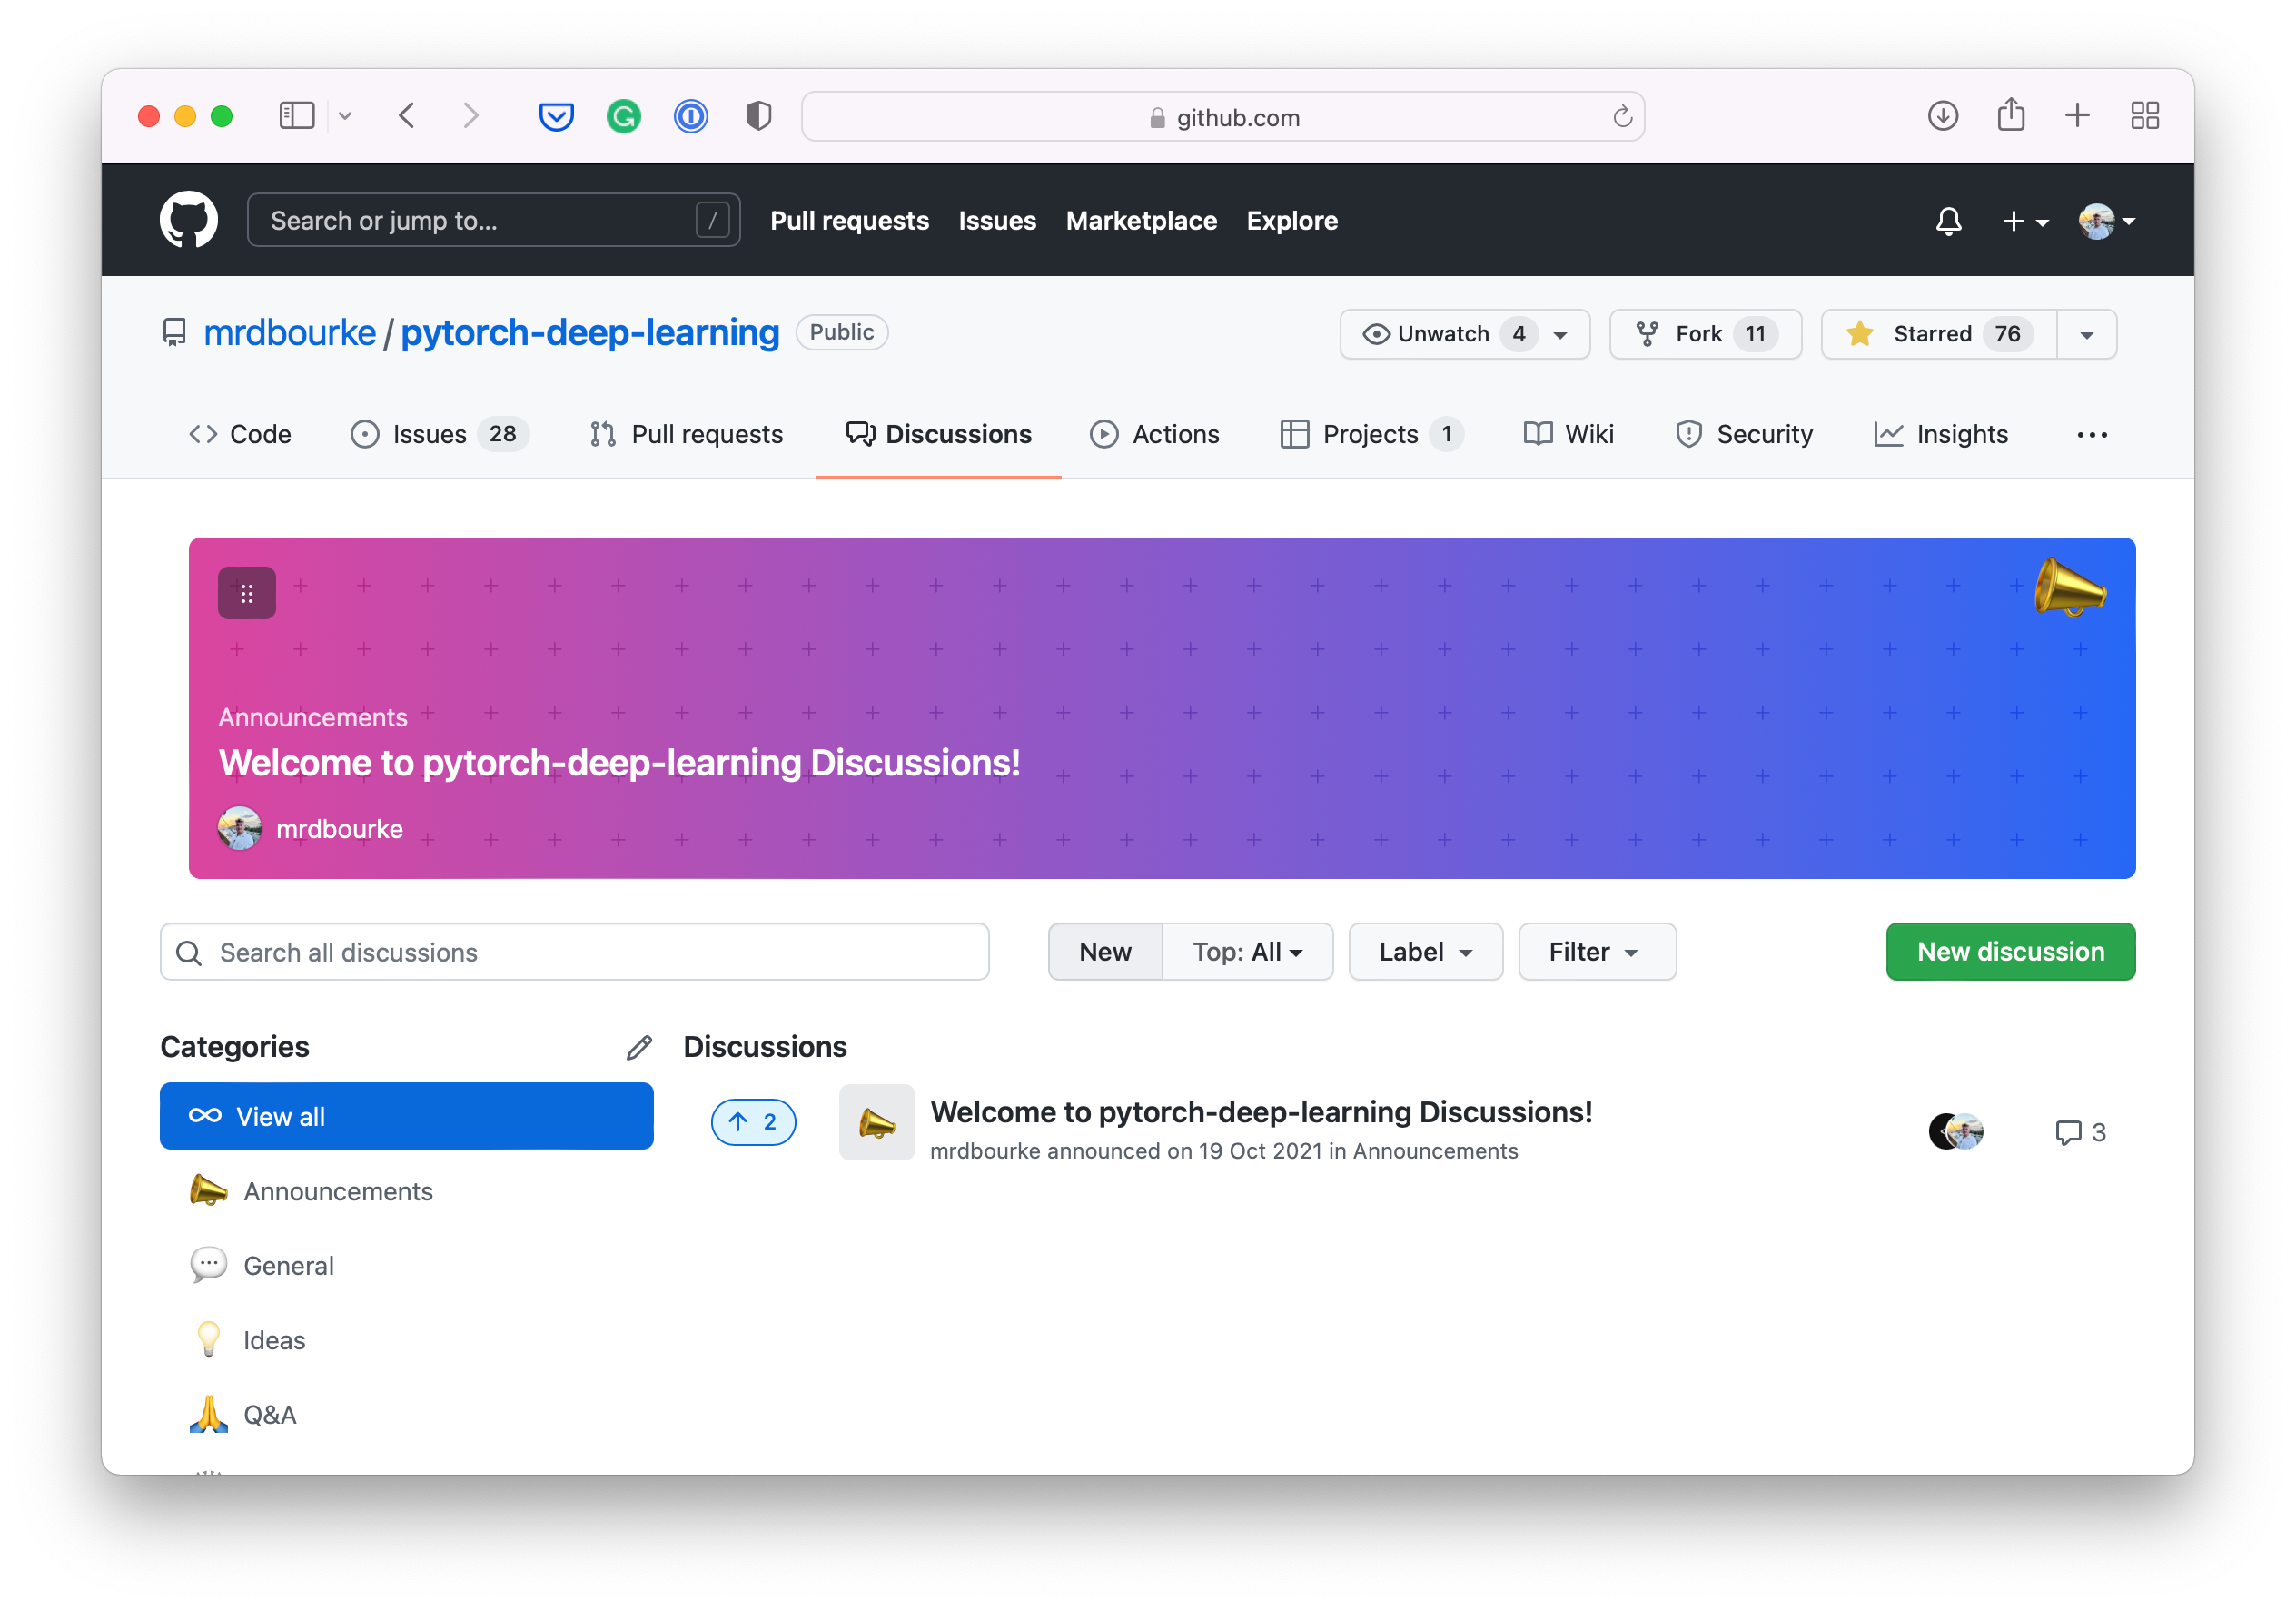 github.com
Search or jump to... /
Pull requests Issues Marketplace Explore
mrdbourke / pytorch-deep-learning Public
Unwatch 4 Fork 11 Starred 76
Code Issues 28 Pull requests Discussions Actions Projects 1 Wiki Security Insights
Announcements
Welcome to pytorch-deep-learning Discussions!
mrdbourke
Search all discussions
New Top: All Label Filter New discussion
Categories
View all
Announcements
General
Ideas
Q&A
Discussions
2
Welcome to pytorch-deep-learning Discussions!
mrdbourke announced on 19 Oct 2021 in Announcements
3